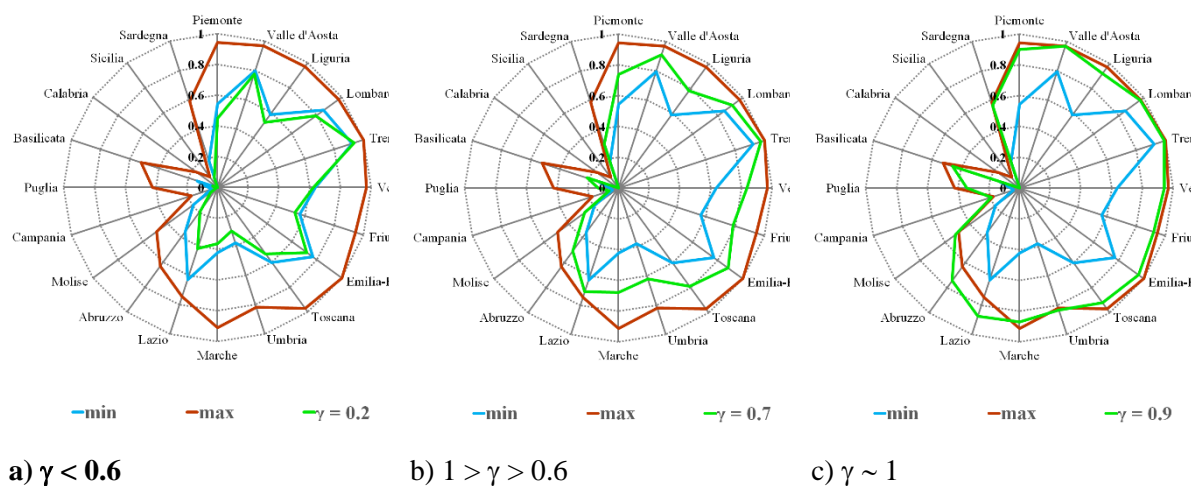 Piemonte
Valle d'Aosta
Liguria
Lombar
Tren
Ve
Friu
Emilia-I
Toscana
Umbria
Marche
Lazio
Abruzzo
Molise
Campania
Puglia
Basilicata
Calabria
Sicilia
Sardegna
1
0.8
0.6
0.4
0.2
0
min max γ = 0.2
a) γ < 0.6
Piemonte
Valle d'Aosta
Liguria
Lombar
Tren
Ve
Friu
Emilia-I
Toscana
Umbria
Marche
Lazio
Abruzzo
Molise
Campania
Puglia
Basilicata
Calabria
Sicilia
Sardegna
1
0.8
0.6
0.4
0.2
0
min max γ = 0.7
b) 1 > γ > 0.6
Piemonte
Valle d'Aosta
Liguria
Lombar
Tren
Ve
Friu
Emilia-I
Toscana
Umbria
Marche
Lazio
Abruzzo
Molise
Campania
Puglia
Basilicata
Calabria
Sicilia
Sardegna
1
0.8
0.6
0.4
0.2
0
min max γ = 0.9
c) γ ~ 1